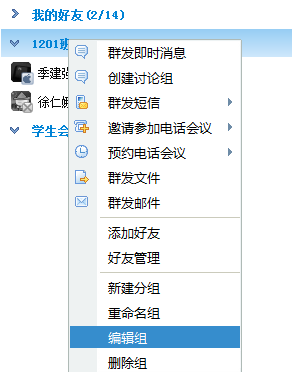 我的好友(2/14)
1201班
季建强
徐仁
学生会
群发即时消息
创建讨论组
群发短信
邀请参加电话会议
预约电话会议
群发文件
群发邮件
添加好友
好友管理
新建分组
重命名组
编辑组
删除组